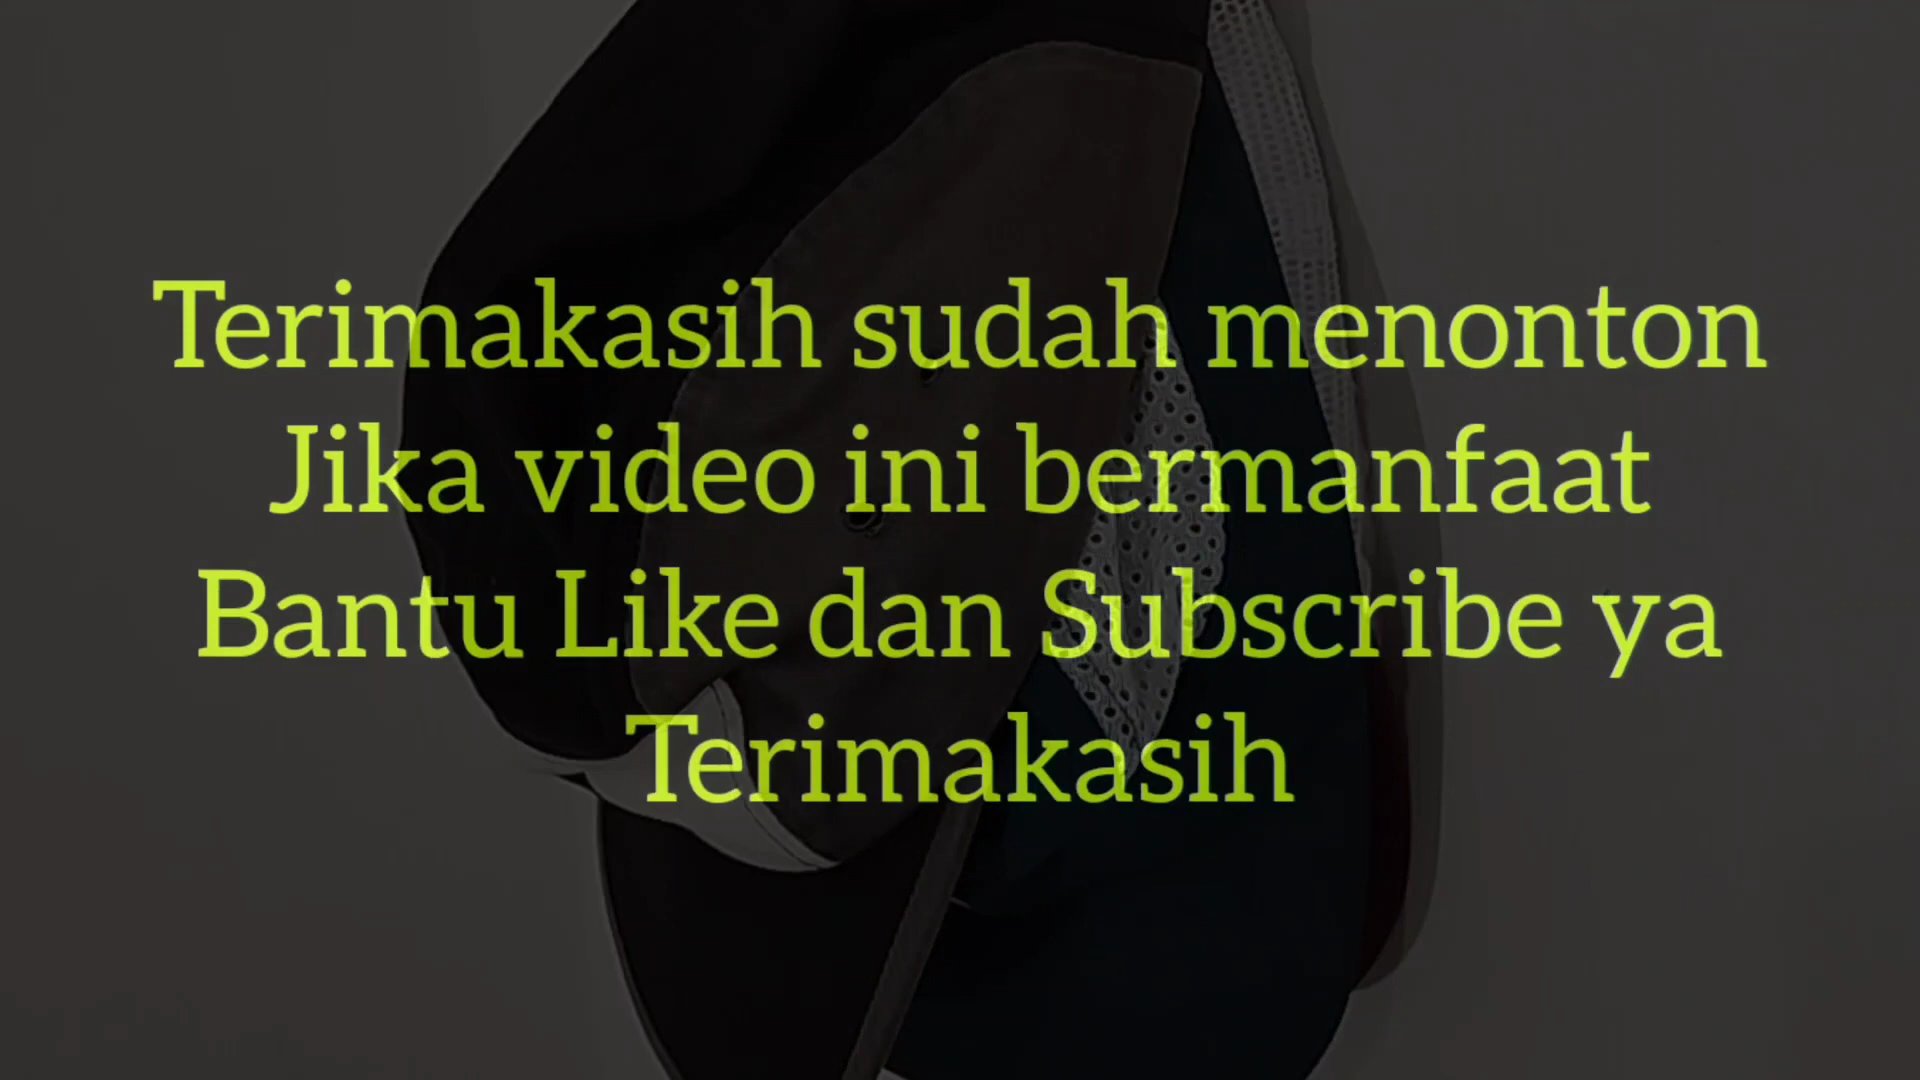 Terimakasih sudah menonton
Jika video ini bermanfaat
Bantu Like dan Subscribe ya
Terimakasih